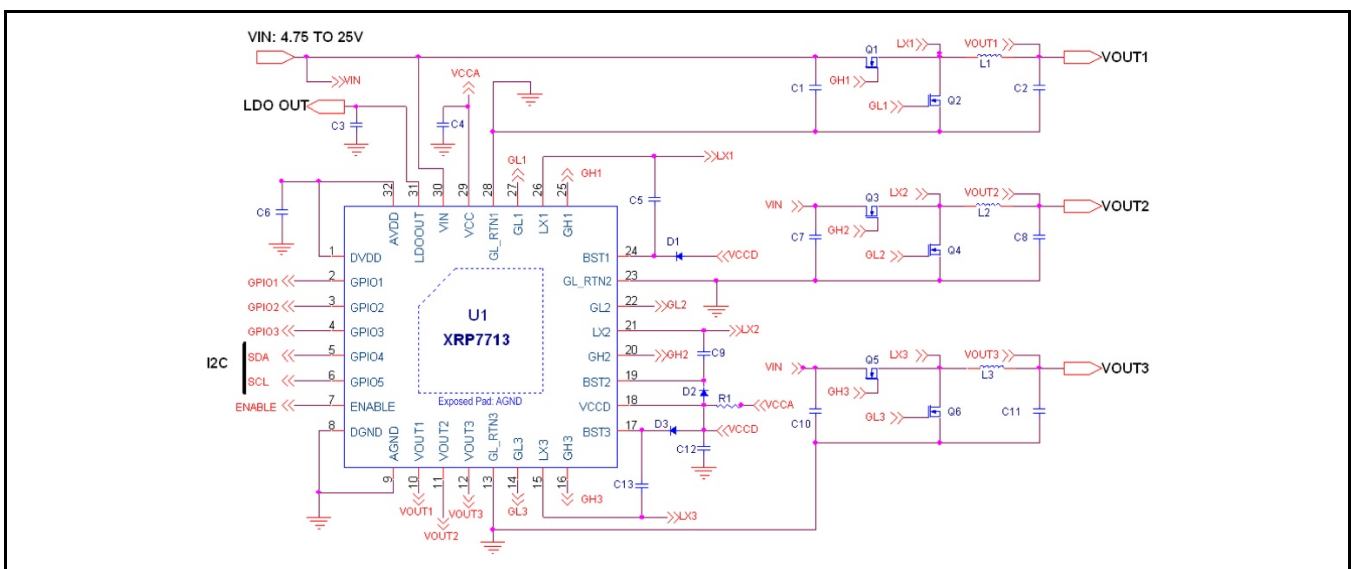 VIN: 4.75 TO 25V
VIN
LDO OUT
C3
VCCA
C4
C1
Q1
GH1
LX1
VOUT1
L1
GL1
Q2
C2
VOUT1
GL1
GH1
LX1
C5
C6
32
31
30
29
28
27
26
25
AVDD
LDOOUT
VIN
VCC
GL_RTN1
GL1
LX1
GH1
D1
VCCD
VIN
C7
Q3
GH2
LX2
VOUT2
L2
GL2
Q4
C8
VOUT2
1
DVDD
BST1
24
GPIO1
2
GPIO1
GL_RTN2
23
GPIO2
3
GPIO2
GL2
22
GL2
GPIO3
4
GPIO3
LX2
21
LX2
I2C
SDA
5
GPIO4
GH2
20
GH2
C9
SCL
6
GPIO5
BST2
19
D2
ENABLE
7
ENABLE
VCCD
18
R1
VCCA
8
DGND
BST3
17
D3
VCCD
C12
U1
XRP7713
Exposed Pad: AGND
VIN
C10
Q5
GH3
LX3
VOUT3
L3
GL3
Q6
C11
VOUT3
AGND
VOUT1
VOUT2
VOUT3
GL_RTN3
GL3
LX3
GH3
9
10
11
12
13
14
15
16
C13
VOUT1
VOUT2
VOUT3
GL3
GH3
LX3